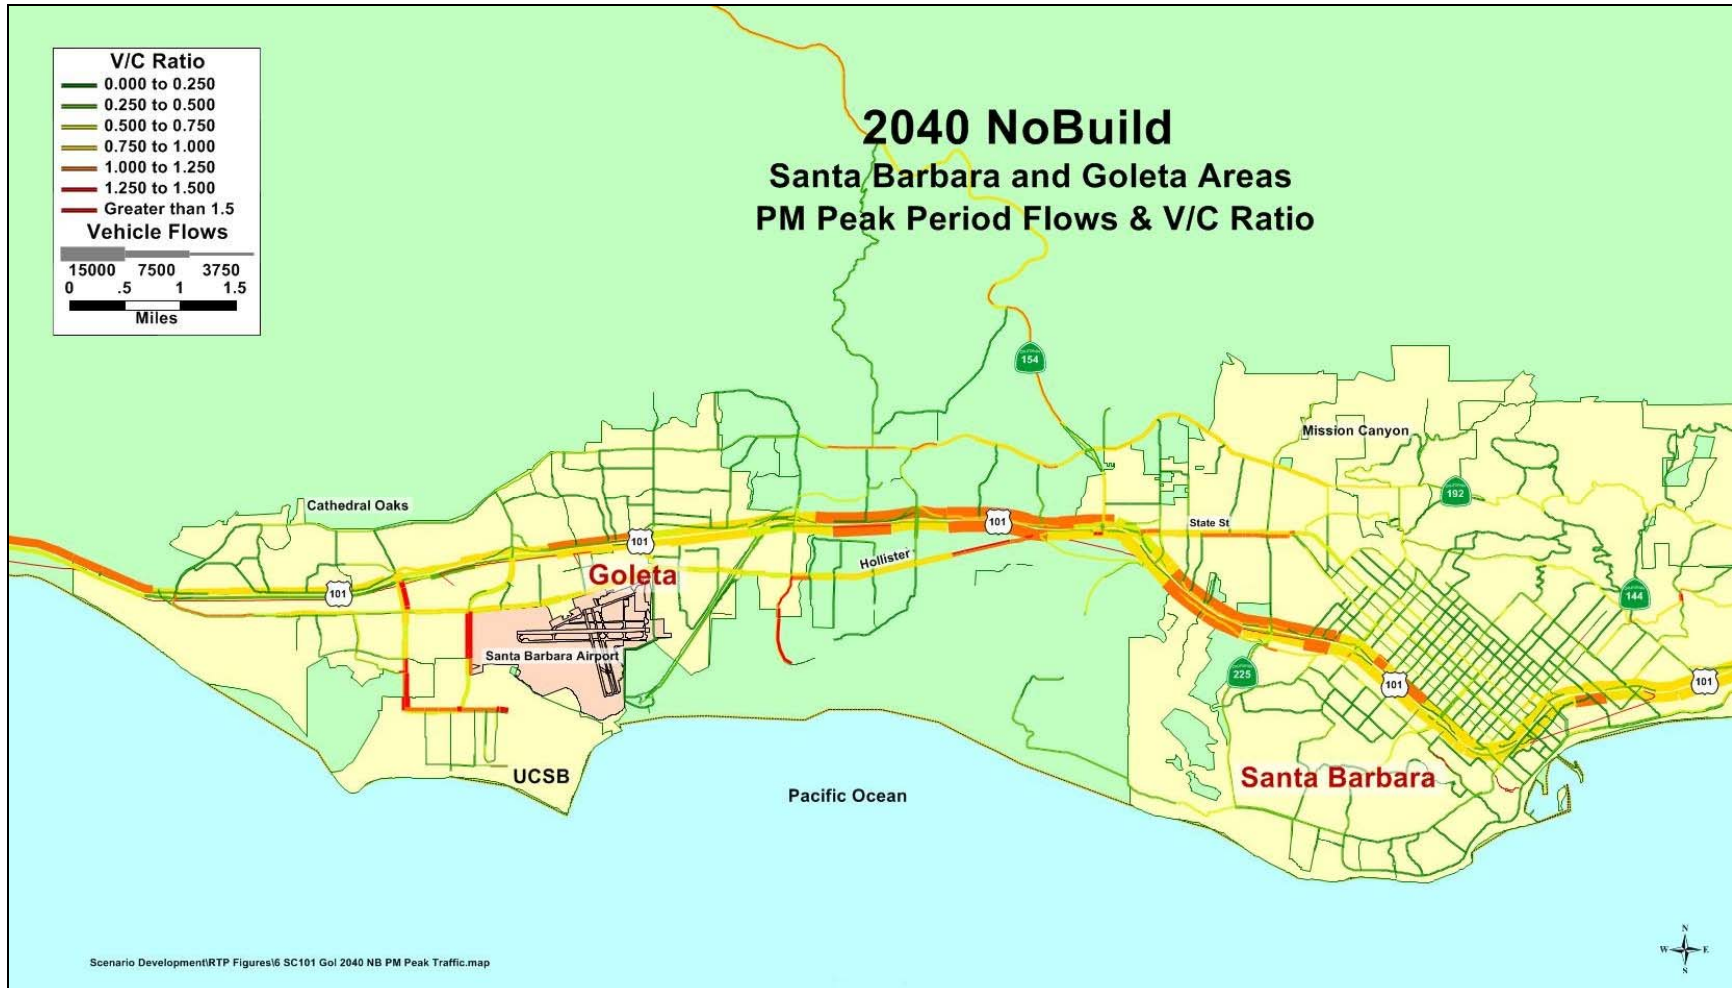 V/C Ratio
0.000 to 0.250
0.250 to 0.500
0.500 to 0.750
0.750 to 1.000
1.000 to 1.250
1.250 to 1.500
Greater than 1.5
Vehicle Flows
15000 7500 3750
0 .5 1 1.5
Miles
2040 NoBuild
Santa Barbara and Goleta Areas
PM Peak Period Flows & V/C Ratio
154
Mission Canyon
192
Cathedral Oaks
101
State St
101
Hollister
Goleta
101
144
Santa Barbara Airport
225
101
101
UCSB
Santa Barbara
Pacific Ocean
N
W E
S
Scenario Development\RTP Figures\6 SC101 Gol 2040 NB PM Peak Traffic.map